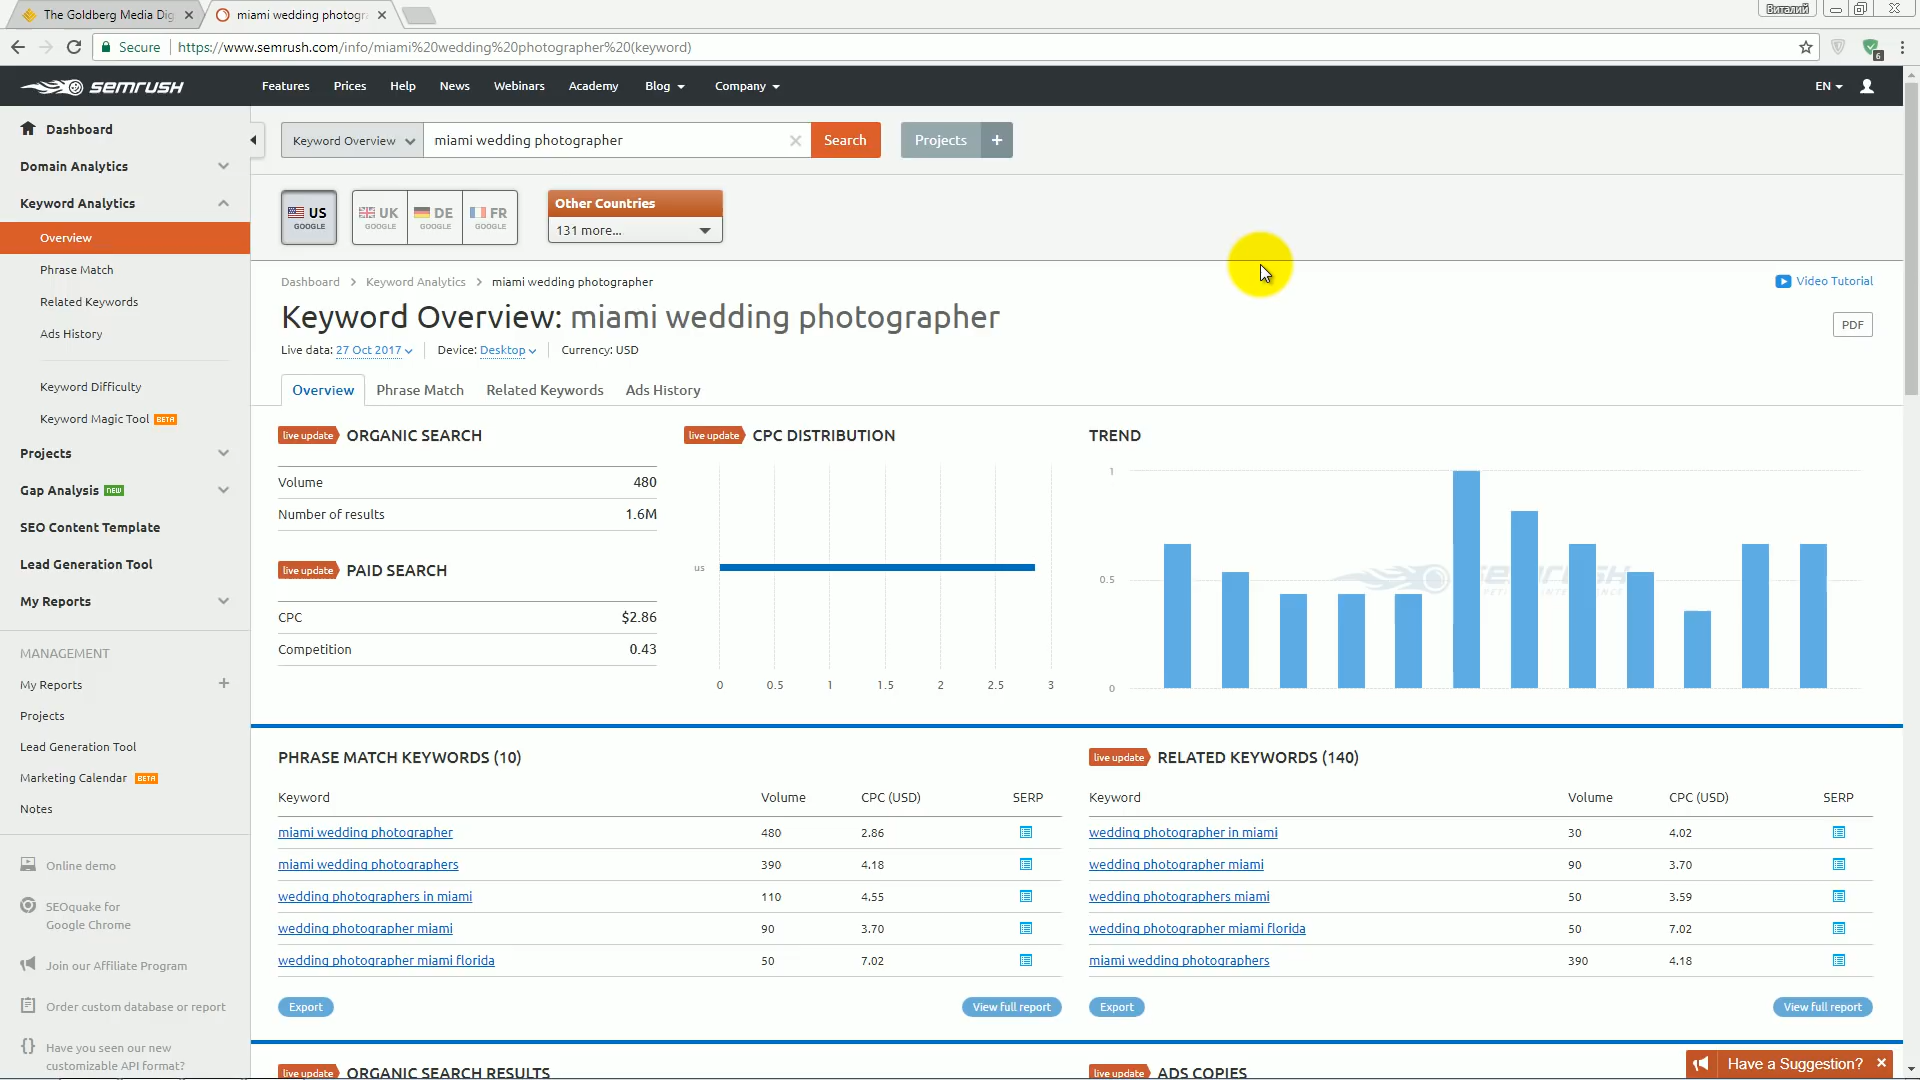 The Goldberg Media Dig
miami wedding photogr
Виталий
Secure
https://www.semrush.com/info/miami%20wedding%20photographer%20(keyword)
6
SEMRUSH
Features Prices Help News Webinars Academy Blog Company
EN
Dashboard
Domain Analytics
Keyword Analytics
Overview
Phrase Match
Related Keywords
Ads History
Keyword Difficulty
Keyword Magic Tool BETA
Projects
Gap Analysis NEW
SEO Content Template
Lead Generation Tool
My Reports
MANAGEMENT
My Reports +
Projects
Lead Generation Tool
Marketing Calendar BETA
Notes
Online demo
SEOquake for
Google Chrome
Join our Affiliate Program
Order custom database or report
Have you seen our new
customizable API format?
Keyword Overview miami wedding photographer Search Projects +
US UK DE FR
GOOGLE GOOGLE GOOGLE GOOGLE
Other Countries
131 more...
Dashboard > Keyword Analytics > miami wedding photographer
Video Tutorial
Keyword Overview: miami wedding photographer
PDF
Live data: 27 Oct 2017 Device: Desktop Currency: USD
Overview Phrase Match Related Keywords Ads History
live update ORGANIC SEARCH
Volume 480
Number of results 1.6M
live update PAID SEARCH
CPC $2.86
Competition 0.43
live update CPC DISTRIBUTION
us
0 0.5 1 1.5 2 2.5 3
TREND
1
0.5
0
PHRASE MATCH KEYWORDS (10)
Keyword Volume CPC (USD) SERP
miami wedding photographer 480 2.86
miami wedding photographers 390 4.18
wedding photographers in miami 110 4.55
wedding photographer miami 90 3.70
wedding photographer miami florida 50 7.02
Export View full report
live update RELATED KEYWORDS (140)
Keyword Volume CPC (USD) SERP
wedding photographer in miami 30 4.02
wedding photographer miami 90 3.70
wedding photographers miami 50 3.59
wedding photographer miami florida 50 7.02
miami wedding photographers 390 4.18
Export View full report
live update ORGANIC SEARCH RESULTS
live update ADS COPIES
Have a Suggestion?